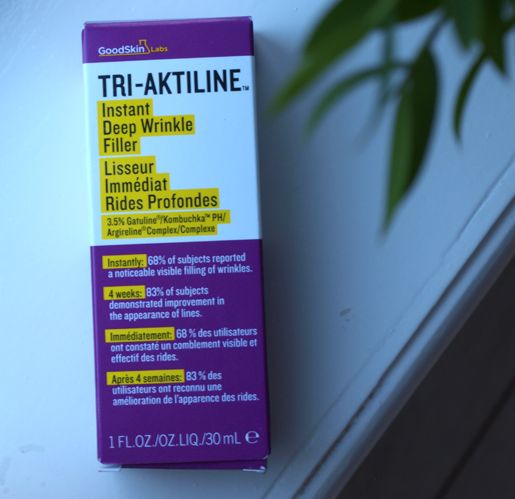 GoodSkin Labs
TRI-AKTILINE™
Instant
Deep Wrinkle
Filler
Lisseur
Immédiat
Rides Profondes
3.5% Gatuline®/Kombuchka™ PH/
Argireline®Complex/Complexe
Instantly: 68% of subjects reported
a noticeable visible filling of wrinkles.
4 weeks: 83% of subjects
demonstrated improvement in
the appearance of lines.
Immédiatement: 68 % des utilisateurs
ont constaté un comblement visible et
effectif des rides.
Après 4 semaines: 83 % des
utilisateurs ont reconnu une
amélioration de l'apparence des rides.
1 FL.OZ./OZ.LIQ./30 mL ℮